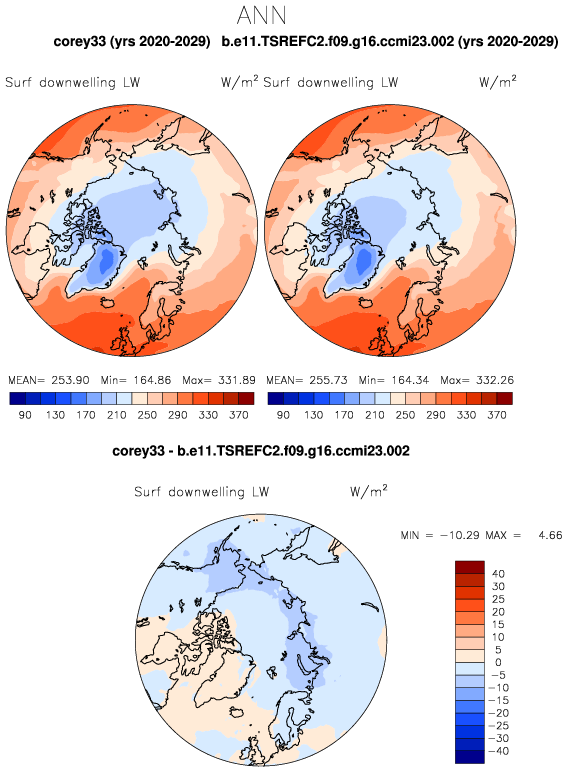 ANN
corey33 (yrs 2020-2029) b.e11.TSREFC2.f09.g16.ccmi23.002 (yrs 2020-2029)
Surf downwelling LW W/m² Surf downwelling LW W/m²
MEAN= 253.90 Min= 164.86 Max= 331.89 MEAN= 255.73 Min= 164.34 Max= 332.26
90 130 170 210 250 290 330 370 90 130 170 210 250 290 330 370
corey33 - b.e11.TSREFC2.f09.g16.ccmi23.002
Surf downwelling LW W/m²
MIN = -10.29 MAX = 4.66
40
30
25
20
15
10
5
0
-5
-10
-15
-20
-25
-30
-40